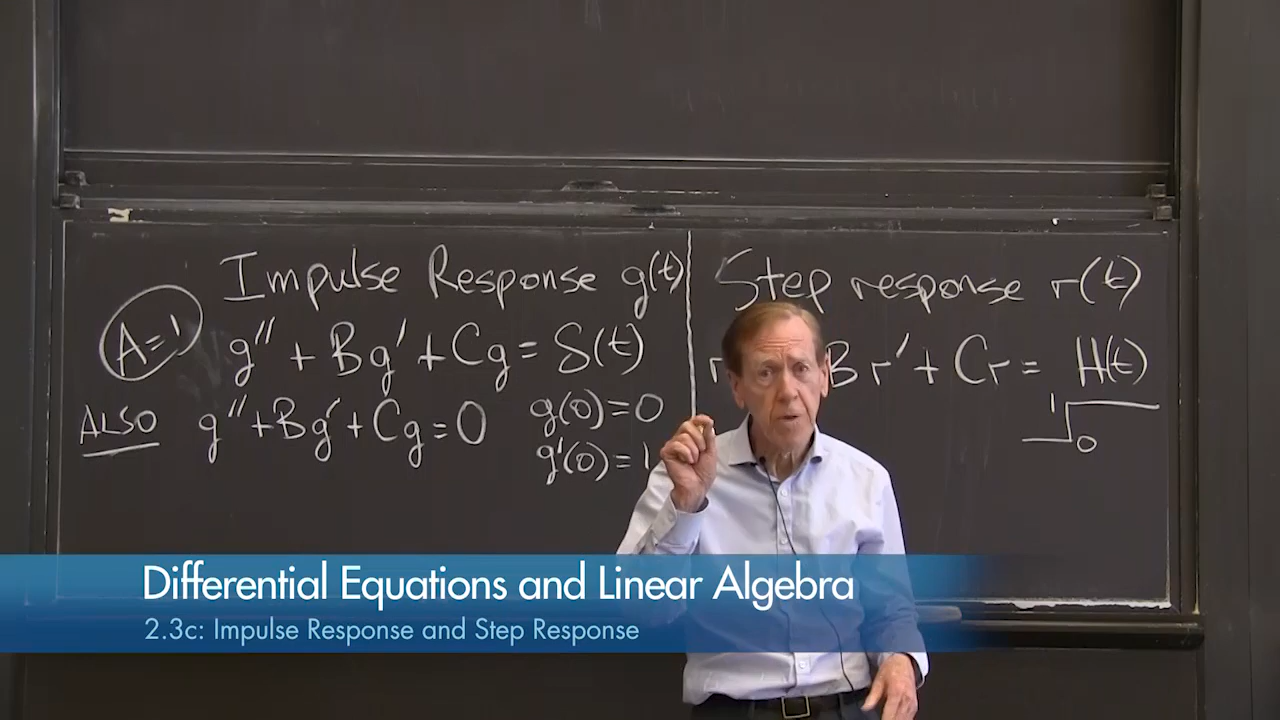 Impulse Response g(t)
A=1
g'' + Bg' + Cg = δ(t)
ALSO g'' + Bg' + Cg = 0 g(0) = 0
g'(0) = 1
Step response r(t)
Br' + Cr = H(t)
1
0
Differential Equations and Linear Algebra
2.3c: Impulse Response and Step Response